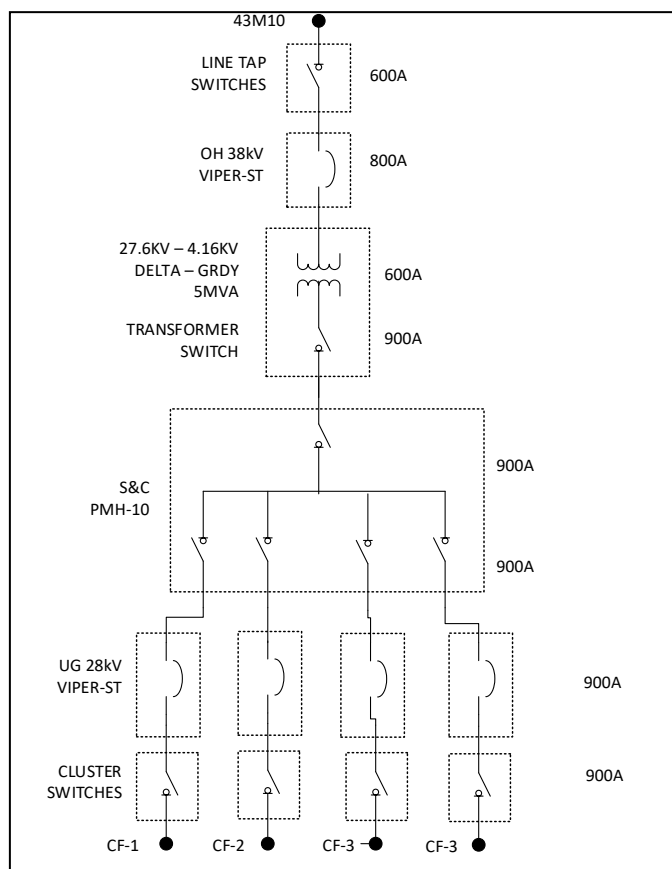 43M10
LINE TAP
SWITCHES
600A
OH 38kV
VIPER-ST
800A
27.6KV – 4.16KV
DELTA – GRDY
5MVA
600A
TRANSFORMER
SWITCH
900A
S&C
PMH-10
900A
900A
UG 28kV
VIPER-ST
900A
CLUSTER
SWITCHES
900A
CF-1
CF-2
CF-3
CF-3